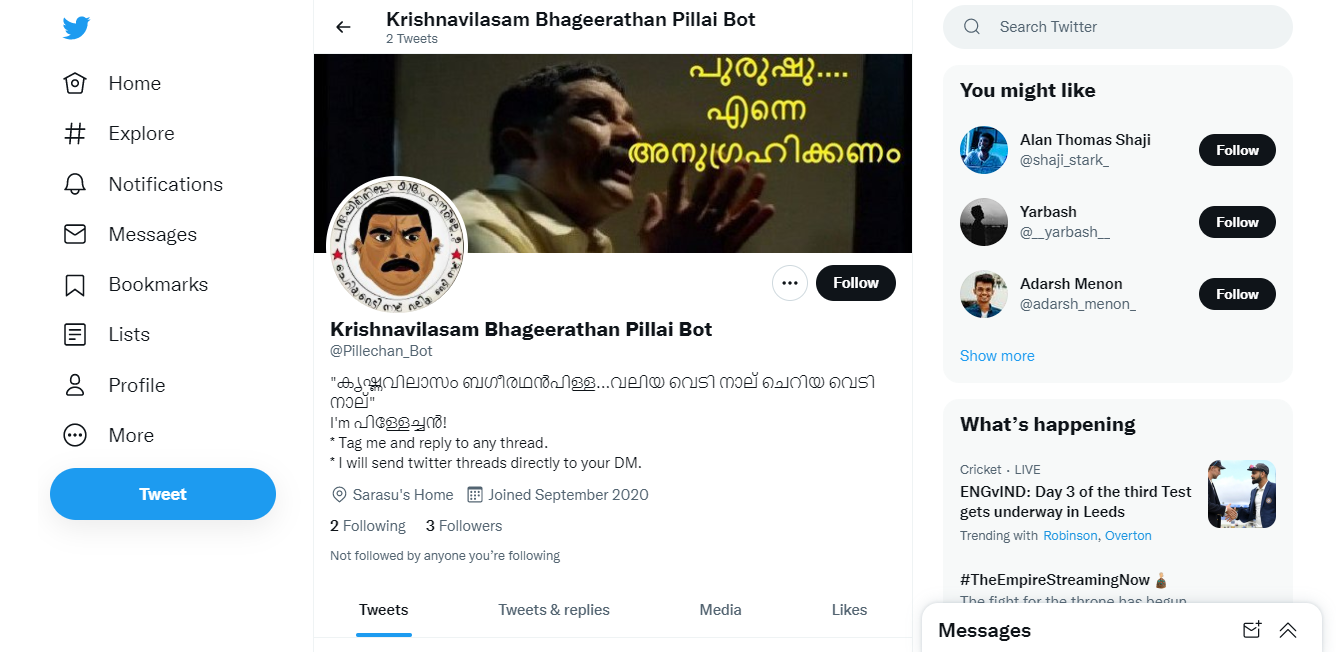 Krishnavilasam Bhageerathan Pillai Bot
2 Tweets
Home
Explore
Notifications
Messages
Bookmarks
Lists
Profile
More
Tweet
പുരുഷു....
എന്നെ
അനുഗ്രഹിക്കണം
Follow
Krishnavilasam Bhageerathan Pillai Bot
@Pillechan_Bot
"കൃഷ്ണവിലാസം ബഗീരഥൻപിള്ള...വലിയ വെടി നാല് ചെറിയ വെടി
നാല്"
I'm പിള്ളേച്ചൻ!
* Tag me and reply to any thread.
* I will send twitter threads directly to your DM.
Sarasu's Home Joined September 2020
2 Following 3 Followers
Not followed by anyone you're following
Tweets Tweets & replies Media Likes
Search Twitter
You might like
Alan Thomas Shaji
@shaji_stark_
Follow
Yarbash
@__yarbash__
Follow
Adarsh Menon
@adarsh_menon_
Follow
Show more
What's happening
Cricket · LIVE
ENGvIND: Day 3 of the third Test
gets underway in Leeds
Trending with Robinson, Overton
#TheEmpireStreamingNow
The fight for the throne has begun
Messages